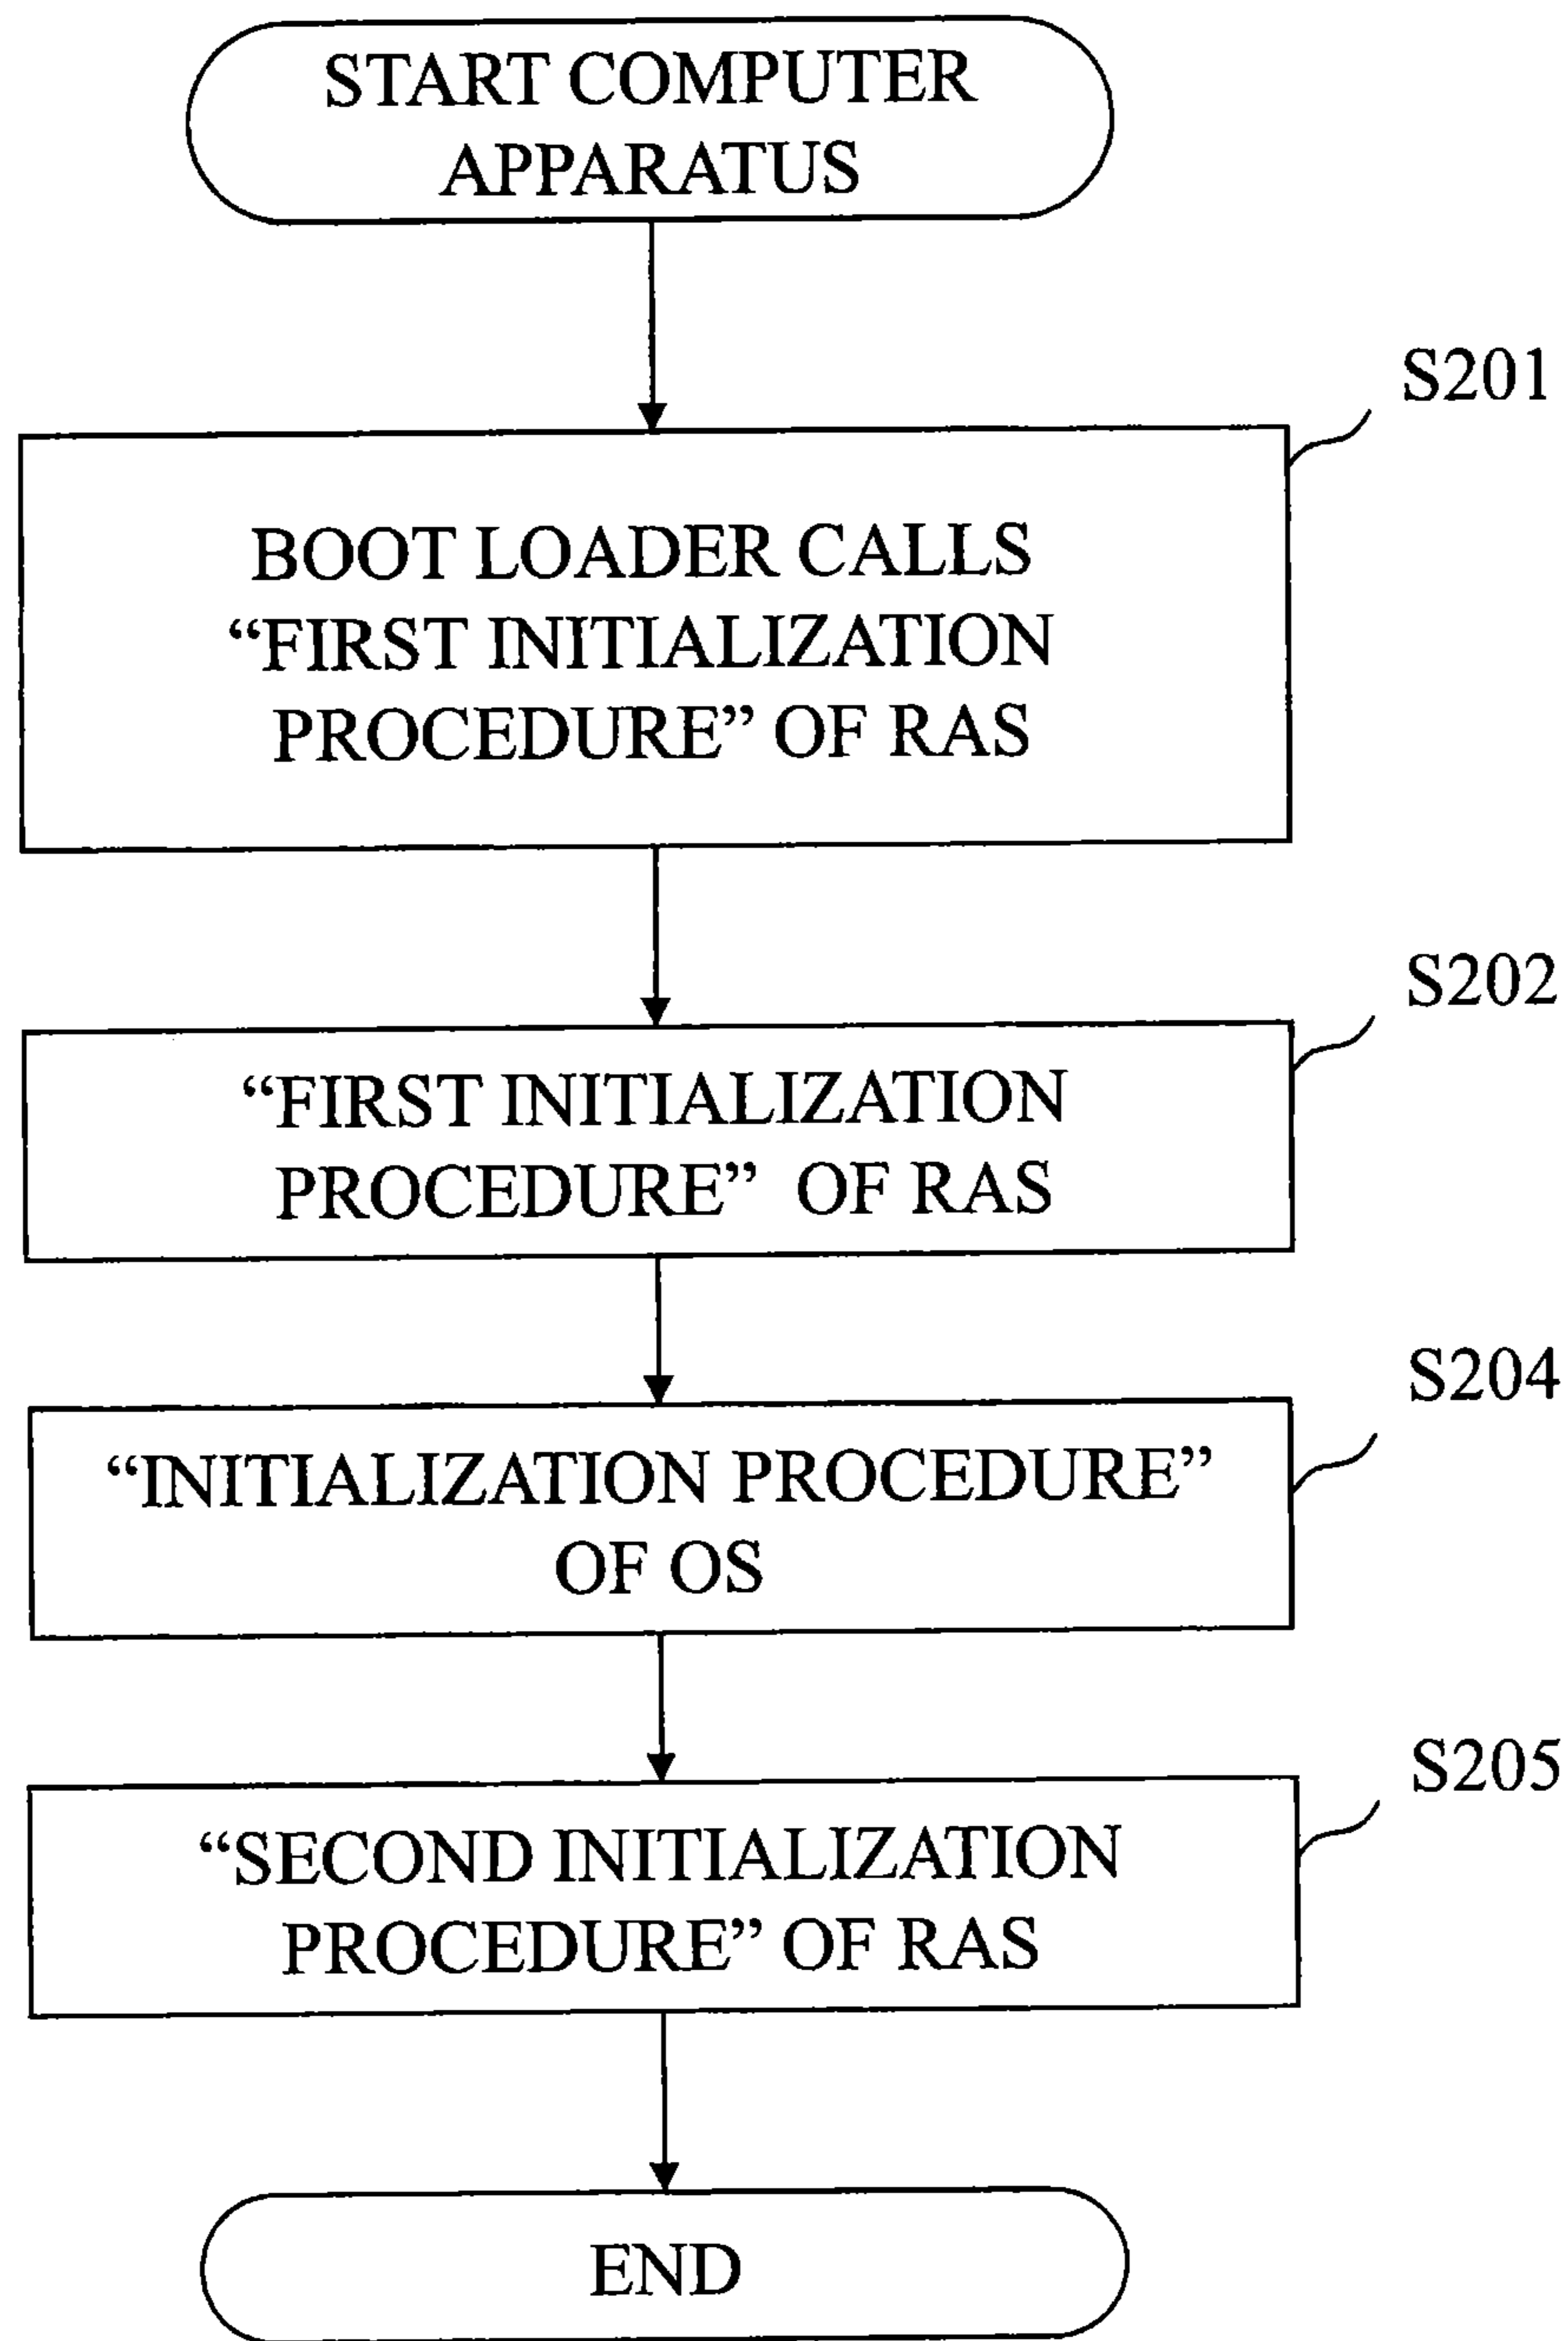 START COMPUTER
APPARATUS
S201
BOOT LOADER CALLS
“FIRST INITIALIZATION
PROCEDURE” OF RAS
S202
“FIRST INITIALIZATION
PROCEDURE” OF RAS
S204
“INITIALIZATION PROCEDURE”
OF OS
S205
“SECOND INITIALIZATION
PROCEDURE” OF RAS
END